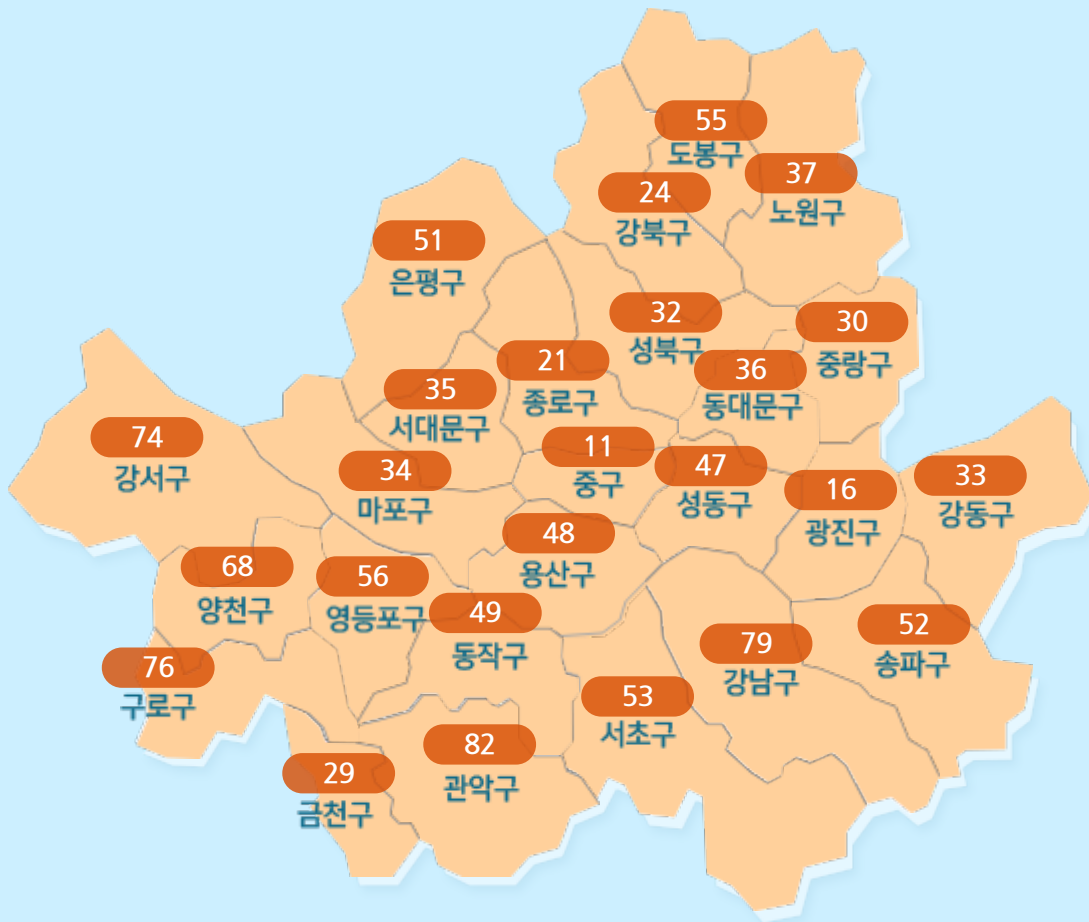 55
도봉구
37
노원구
24
강북구
51
은평구
32
성북구
30
중랑구
21
종로구
36
동대문구
35
서대문구
74
강서구
11
중구
34
마포구
47
성동구
16
광진구
33
강동구
48
용산구
68
양천구
56
영등포구
49
동작구
79
강남구
52
송파구
76
구로구
53
서초구
82
관악구
29
금천구